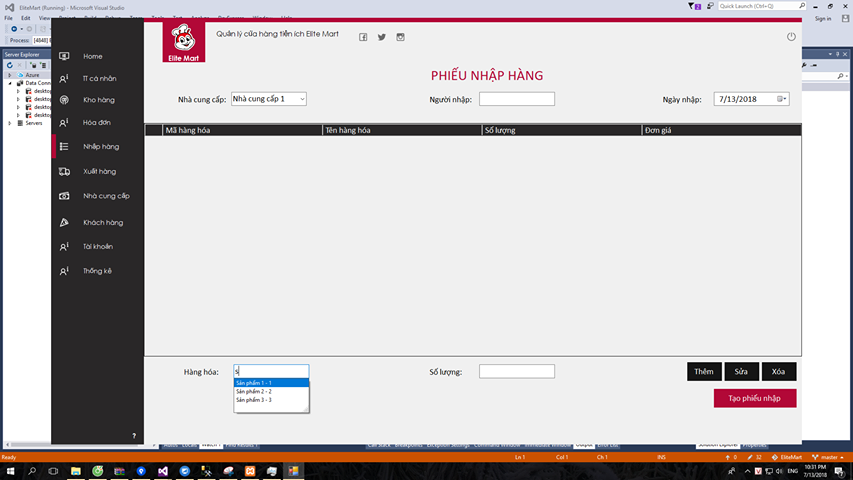 EliteMart (Running) - Microsoft Visual Studio
Quick Launch (Ctrl+Q)
File Edit View
Sign in
Process: [4848] E
Server Explorer
Azure
Data Conn
desktop
desktop
desktop
desktop
Servers
Elite Mart
Quản lý cửa hàng tiện ích Elite Mart
Home
TT cá nhân
Kho hàng
Hóa đơn
Nhập hàng
Xuất hàng
Nhà cung cấp
Khách hàng
Tài khoản
Thống kê
?
PHIẾU NHẬP HÀNG
Nhà cung cấp: Nhà cung cấp 1 Người nhập: Ngày nhập: 7/13/2018
Mã hàng hóa Tên hàng hóa Số lượng Đơn giá
Hàng hóa: S Số lượng: Thêm Sửa Xóa
Sản phẩm 1 - 1
Sản phẩm 2 - 2
Sản phẩm 3 - 3
Tạo phiếu nhập
Ln 1 Col 1 Ch 1 INS 0 32 EliteMart master
ENG 10:31 PM
7/13/2018